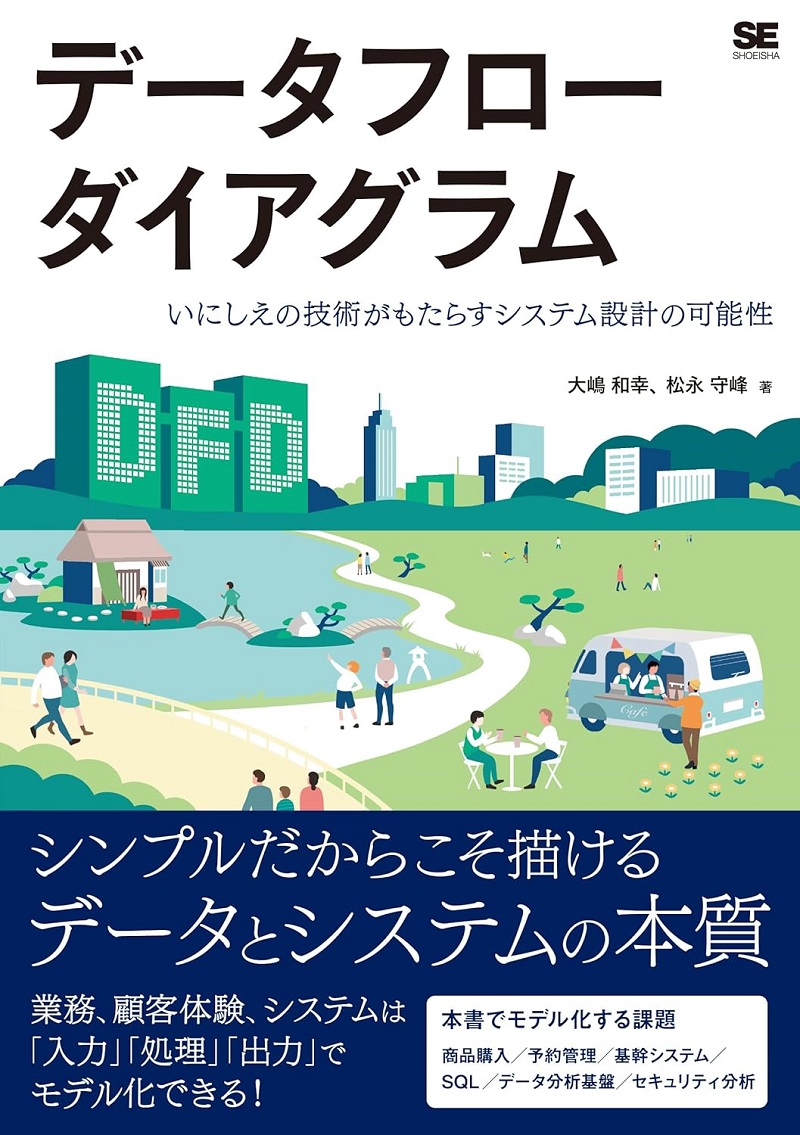 SE
SHOEISHA
データフロー
ダイアグラム
いにしえの技術がもたらすシステム設計の可能性
大嶋 和幸、松永 守峰 著
DFD
Café
シンプルだからこそ描ける
データとシステムの本質
業務、顧客体験、システムは
「入力」「処理」「出力」で
モデル化できる！
本書でモデル化する課題
商品購入／予約管理／基幹システム／
SQL／データ分析基盤／セキュリティ分析